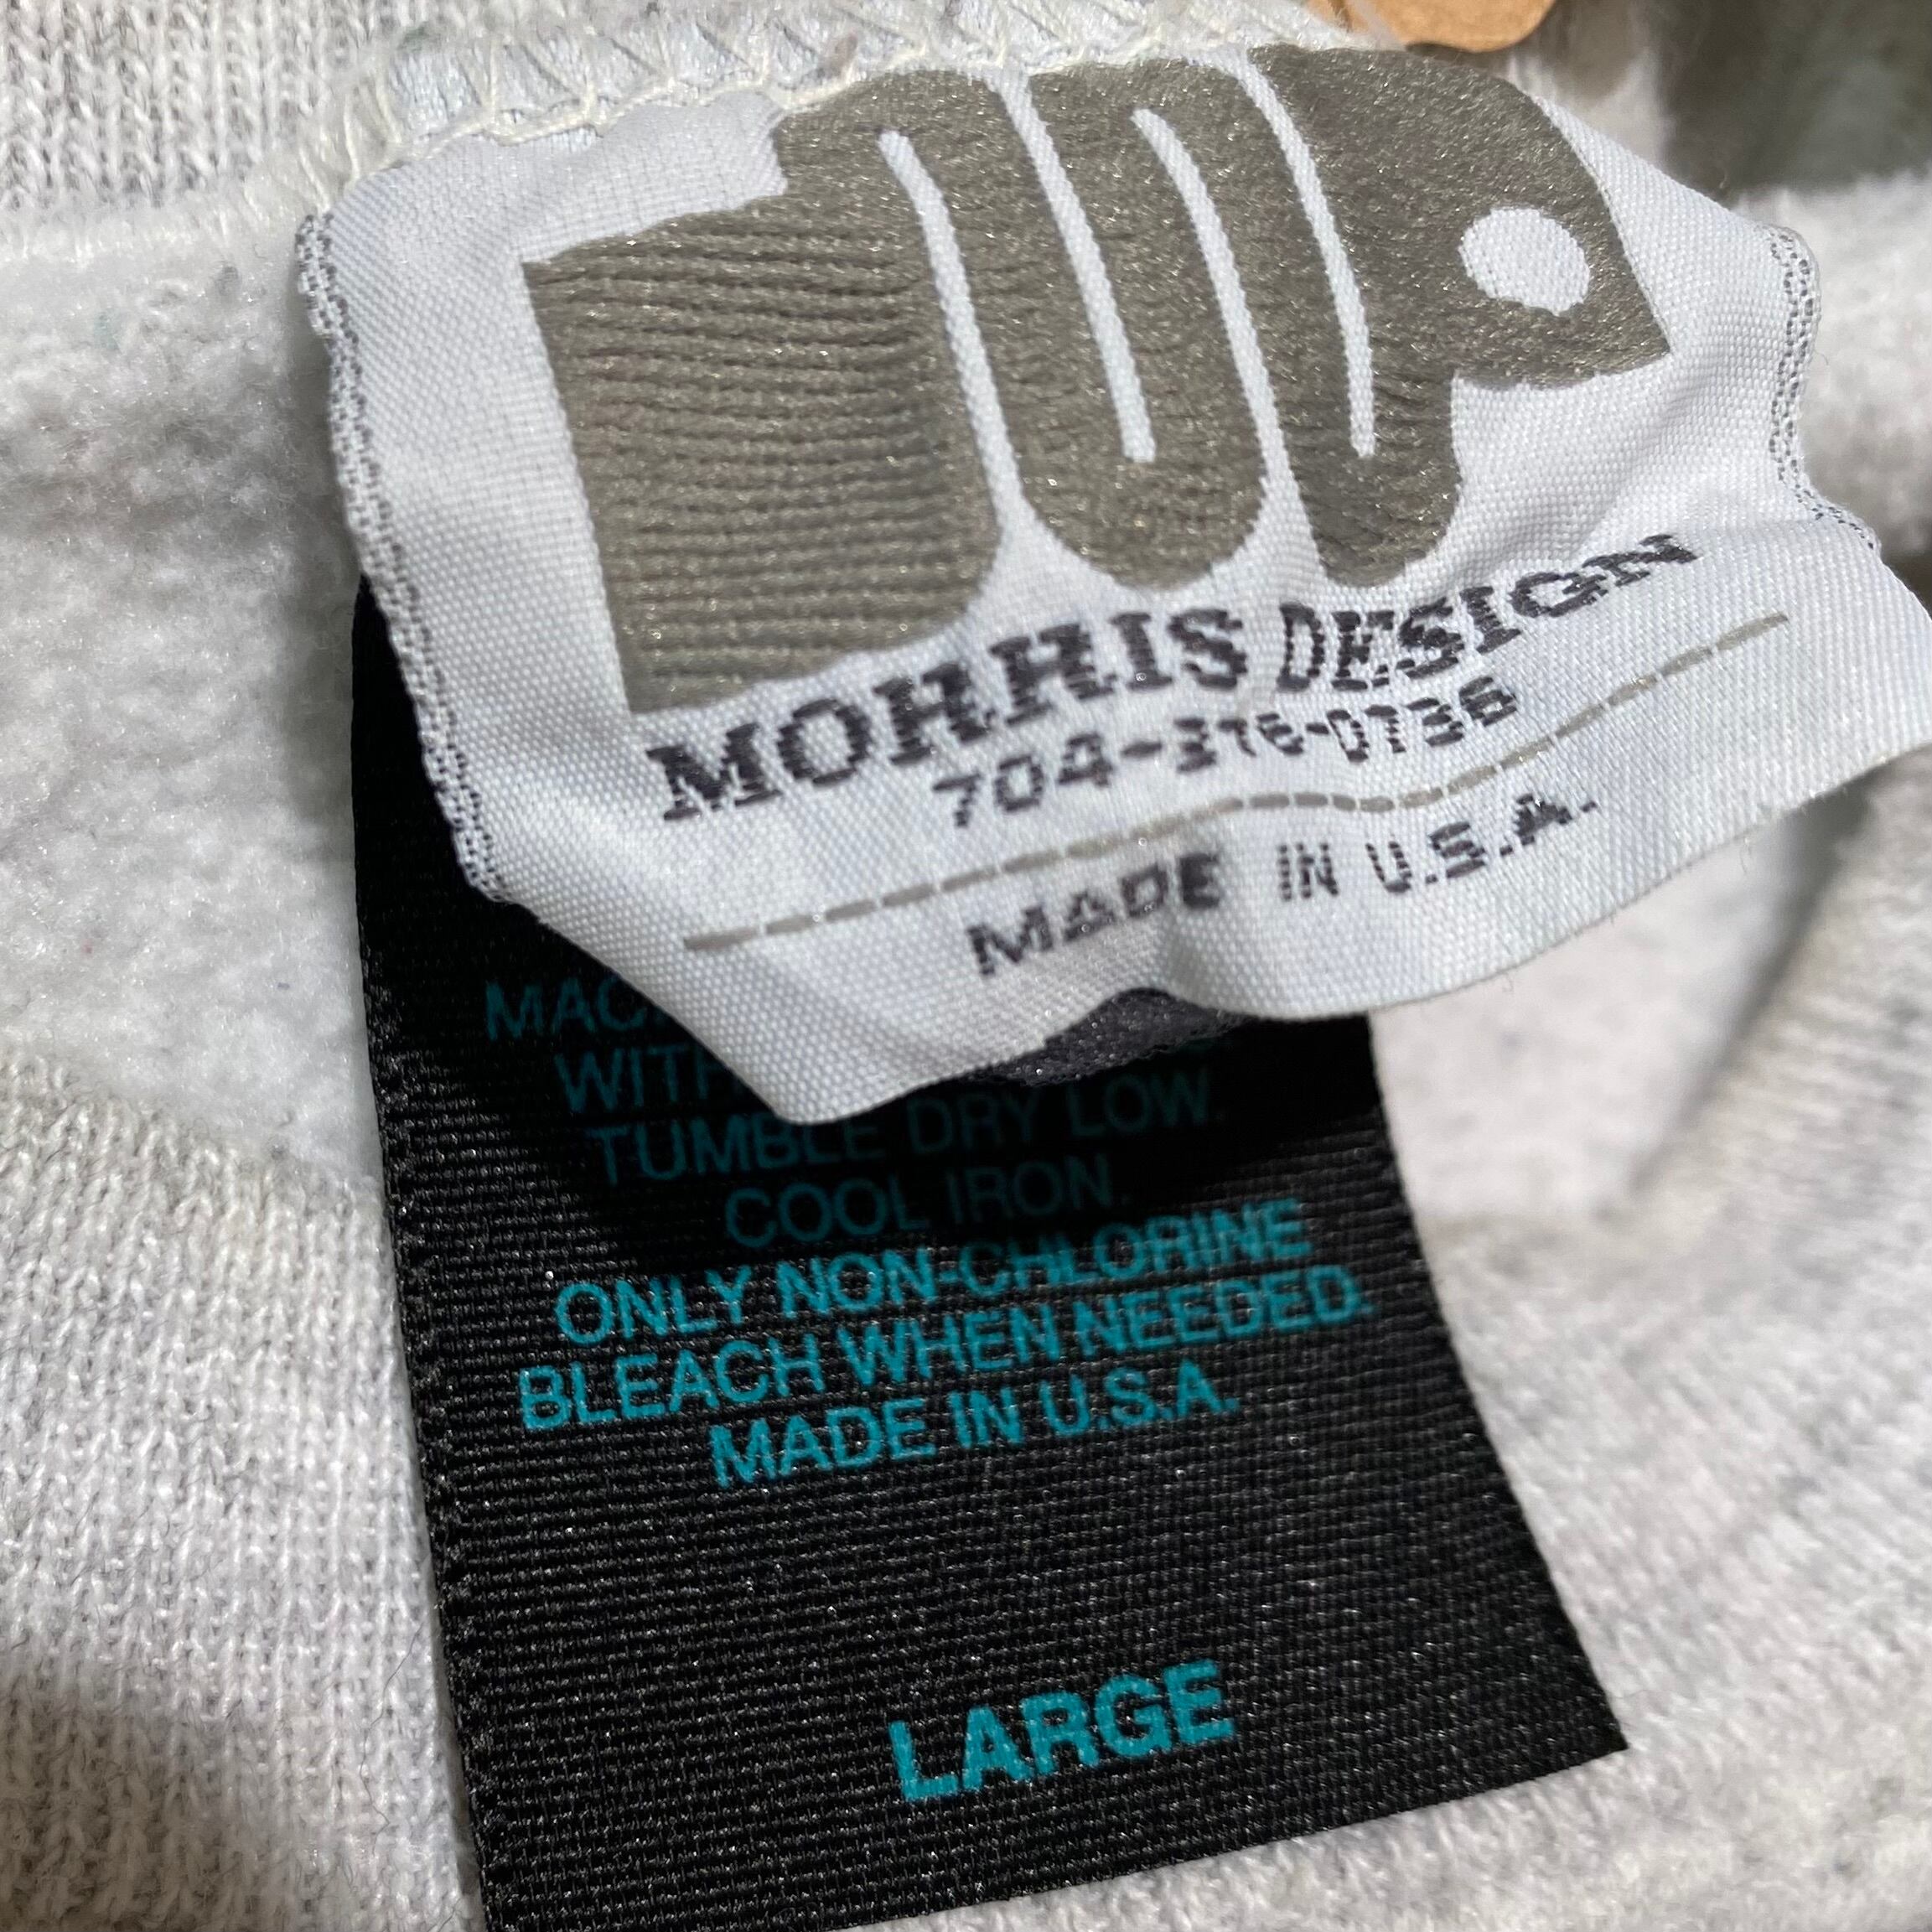 MORRIS DESIGN
704-376-0736
MADE IN U.S.A.
TUMBLE DRY LOW.
COOL IRON.
ONLY NON-CHLORINE
BLEACH WHEN NEEDED.
MADE IN U.S.A.
LARGE